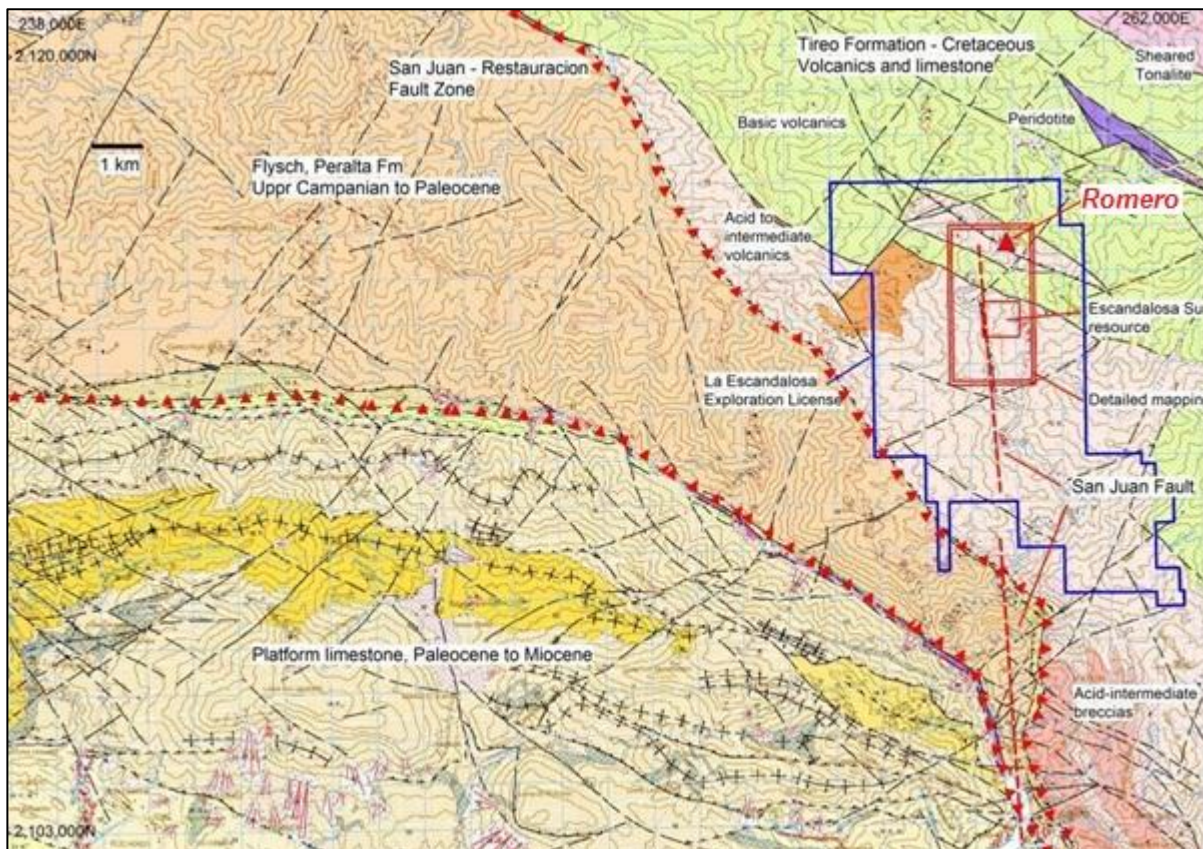 238,000E
262,000E
2,120,000N
Tireo Formation - Cretaceous
Volcanics and limestone
Sheared
Tonalite
San Juan - Restauracion
Fault Zone
Basic volcanics
Peridotite
1 km
Flysch, Peralta Fm
Uppr Campanian to Paleocene
Romero
Acid to
intermediate
volcanics
Escandalosa Su
resource
La Escandalosa
Exploration License
Detailed mappin
San Juan Fault
Platform limestone, Paleocene to Miocene
Acid-intermediate
breccias
2,103,000N